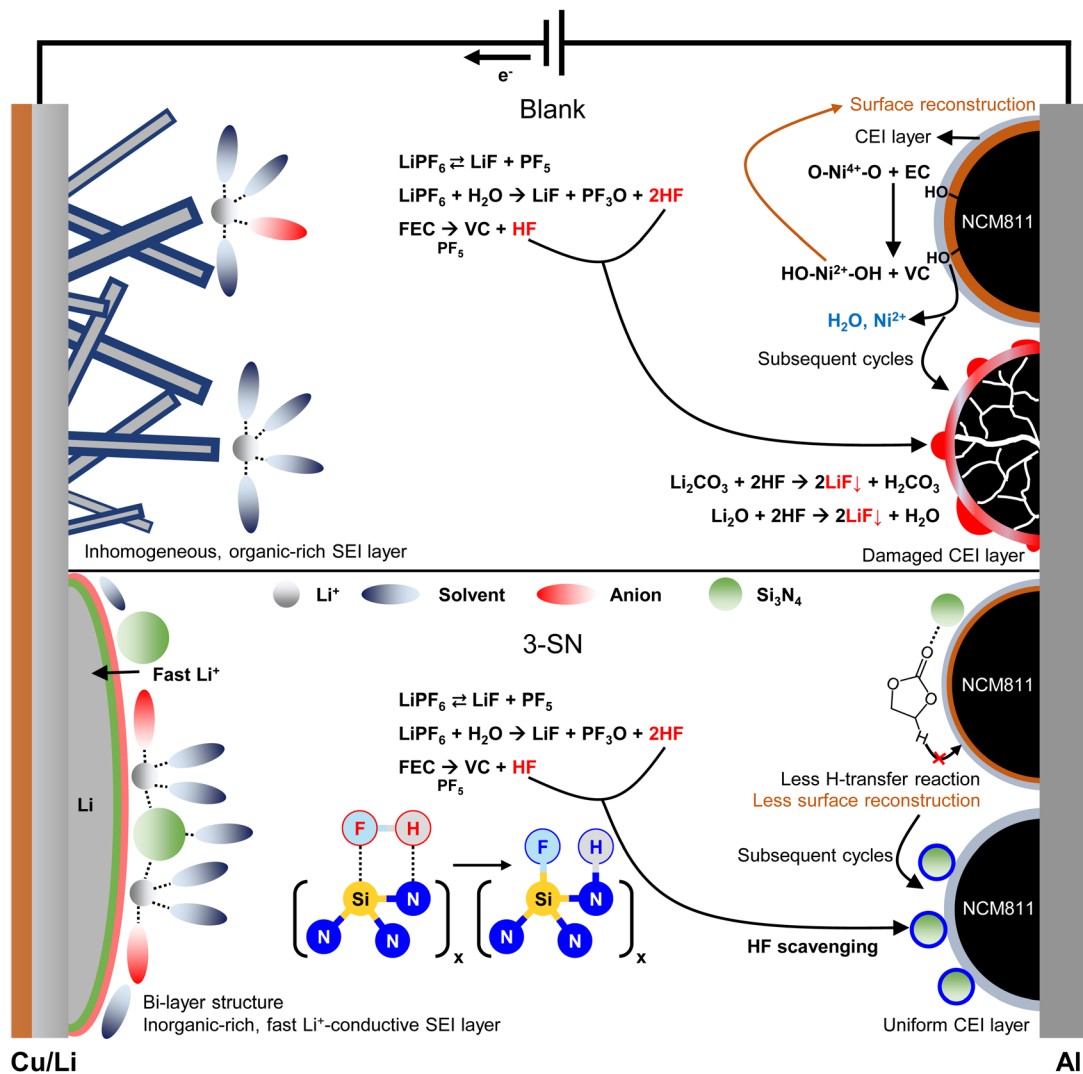 e⁻
Blank
Surface reconstruction
CEI layer
LiPF₆ ⇄ LiF + PF₅
O-Ni⁴⁺-O + EC
LiPF₆ + H₂O → LiF + PF₃O + 2HF
HO
NCM811
FEC → VC + HF
PF₅
HO
HO-Ni²⁺-OH + VC
H₂O, Ni²⁺
Subsequent cycles
Li₂CO₃ + 2HF → 2LiF↓ + H₂CO₃
Li₂O + 2HF → 2LiF↓ + H₂O
Inhomogeneous, organic-rich SEI layer
Damaged CEI layer
Li⁺
Solvent
Anion
Si₃N₄
3-SN
Fast Li⁺
LiPF₆ ⇄ LiF + PF₅
LiPF₆ + H₂O → LiF + PF₃O + 2HF
FEC → VC + HF
PF₅
O
O
O
H
NCM811
Less H-transfer reaction
Less surface reconstruction
Li
F
H
Si
N
N
N
x
F
H
Si
N
N
N
x
Subsequent cycles
NCM811
HF scavenging
Bi-layer structure
Inorganic-rich, fast Li⁺-conductive SEI layer
Uniform CEI layer
Cu/Li
Al